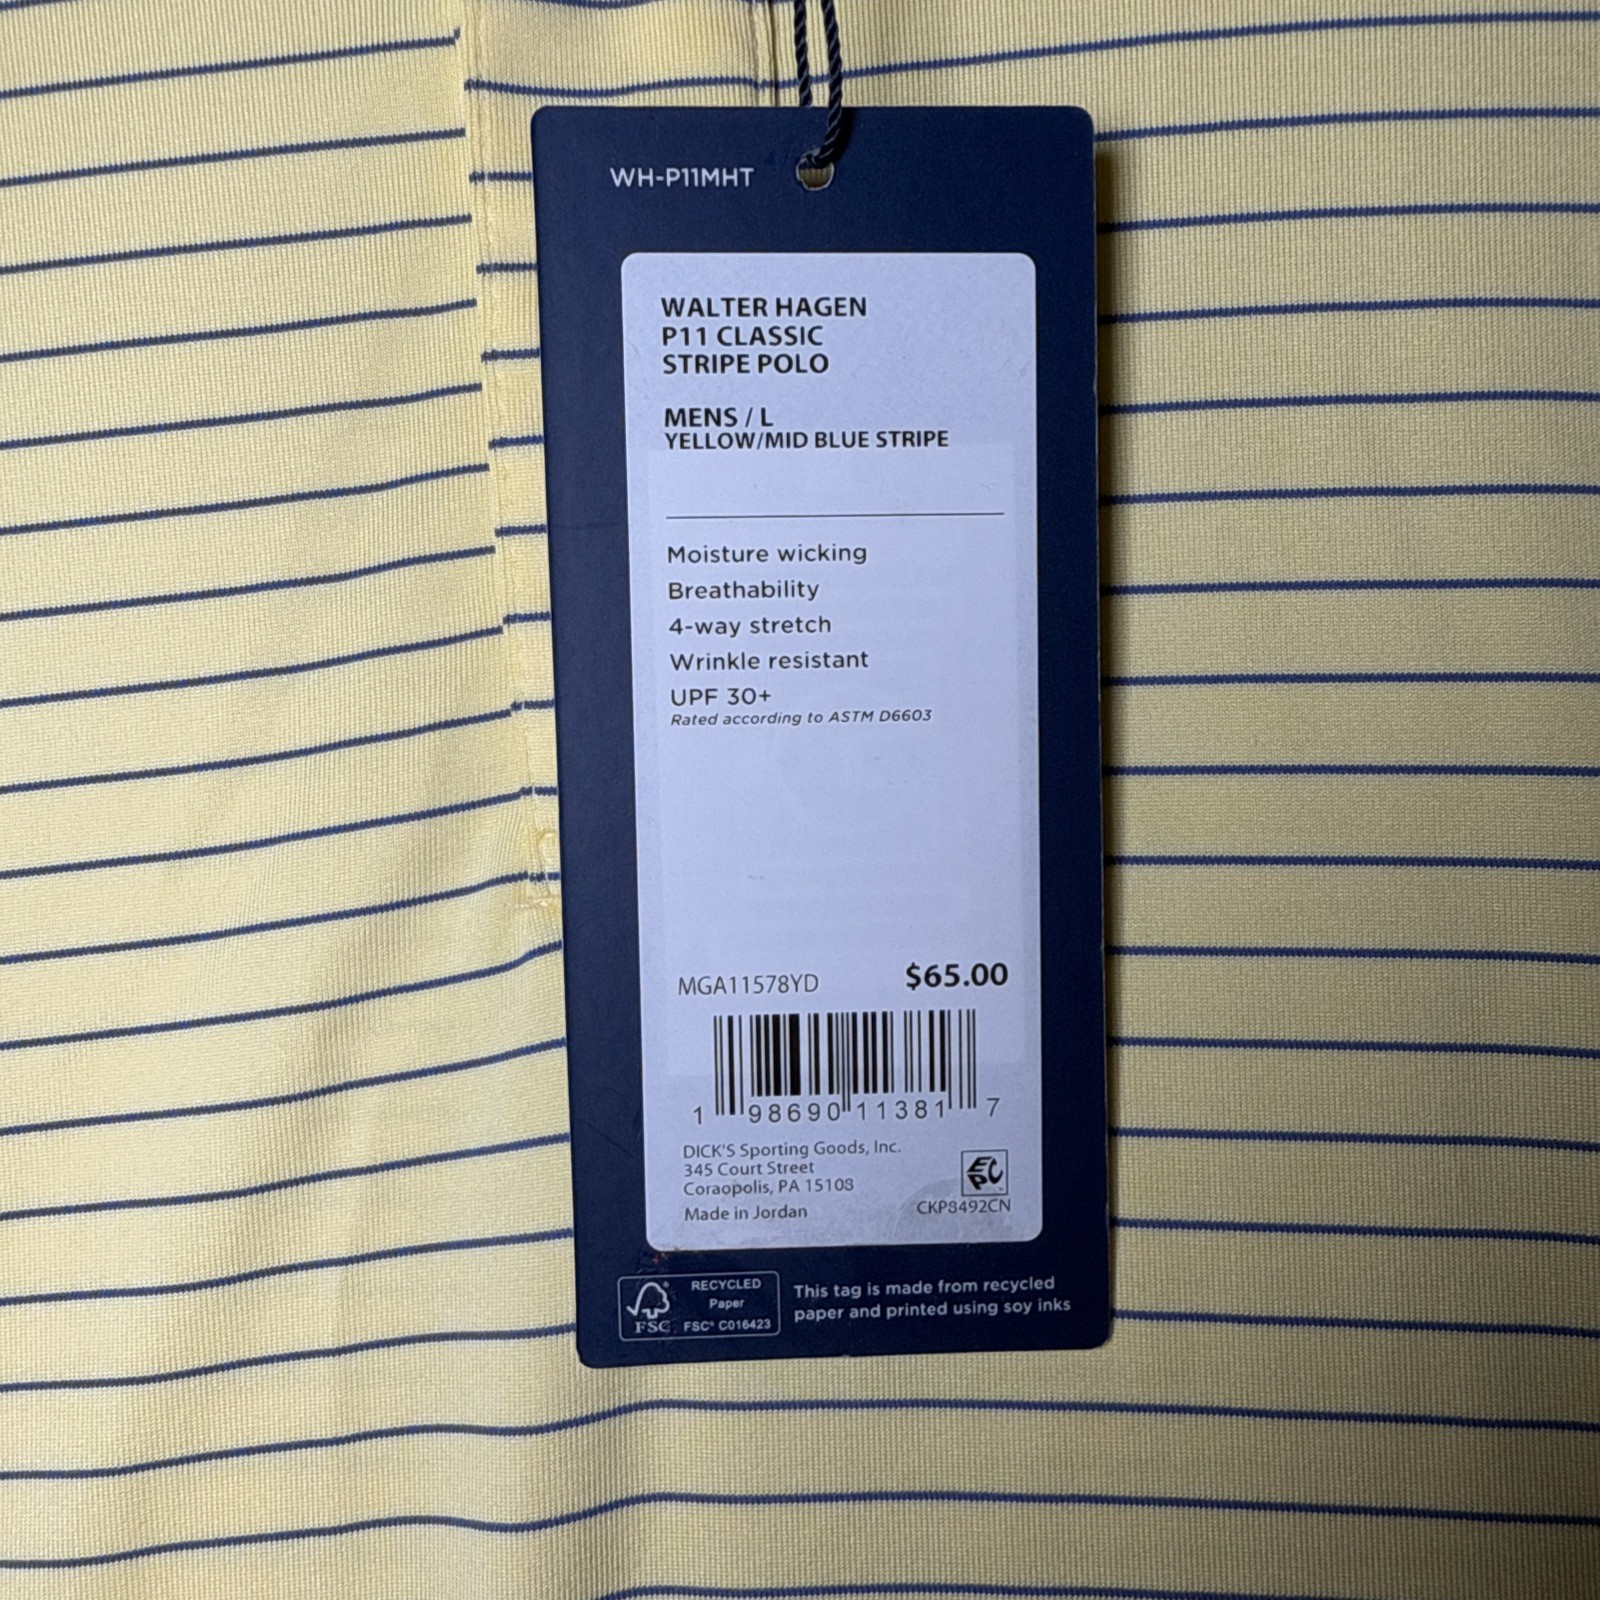 WH-P11MHT
WALTER HAGEN
P11 CLASSIC
STRIPE POLO
MENS / L
YELLOW/MID BLUE STRIPE
Moisture wicking
Breathability
4-way stretch
Wrinkle resistant
UPF 30+
Rated according to ASTM D6603
MGA11578YD $65.00
1 98690 11381 7
DICK'S Sporting Goods, Inc.
345 Court Street
Coraopolis, PA 15108
Made in Jordan
EPC
CKP8492CN
FSC
RECYCLED
Paper
FSC® C016423
This tag is made from recycled
paper and printed using soy inks